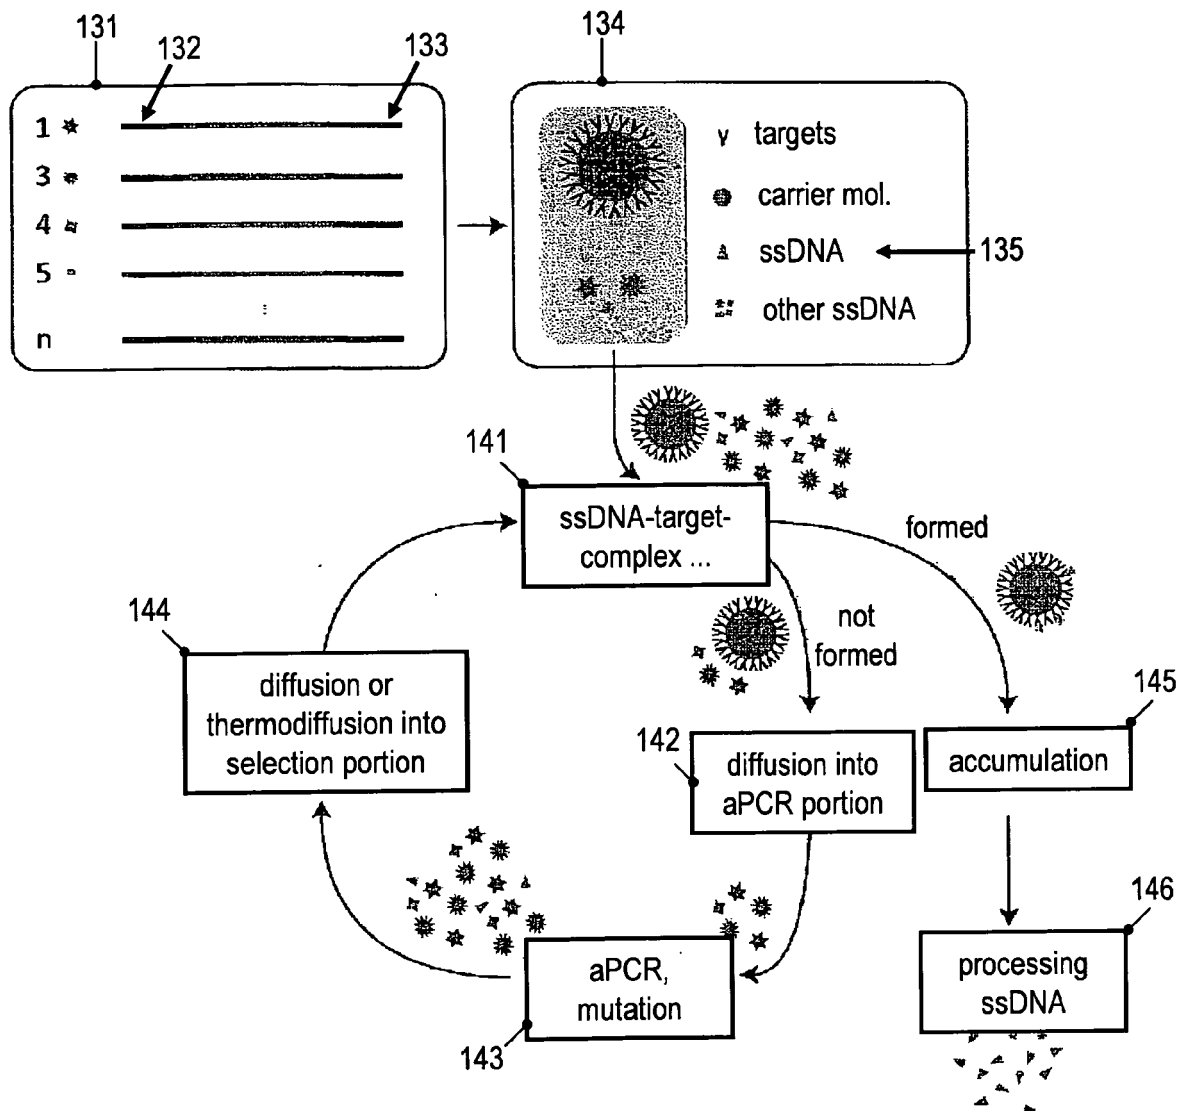 131
132
133
134
1
3
4
5
n
targets
carrier mol.
ssDNA
135
other ssDNA
141
ssDNA-target-
complex ...
formed
not
formed
144
diffusion or
thermodiffusion into
selection portion
142
diffusion into
aPCR portion
145
accumulation
143
aPCR,
mutation
146
processing
ssDNA